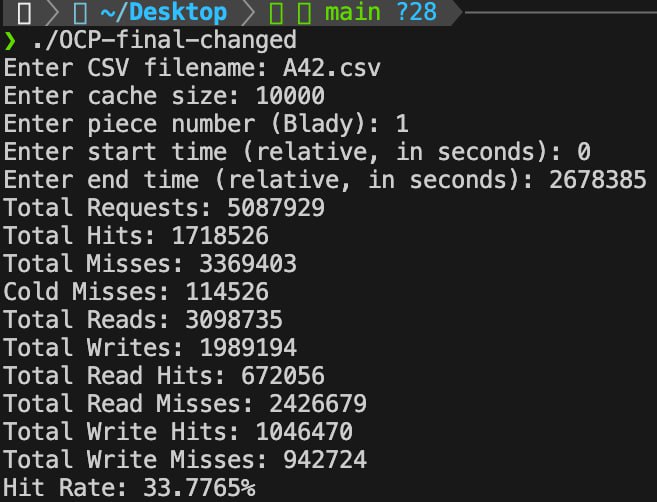 ~/Desktop main ?28
❯ ./OCP-final-changed
Enter CSV filename: A42.csv
Enter cache size: 10000
Enter piece number (Blady): 1
Enter start time (relative, in seconds): 0
Enter end time (relative, in seconds): 2678385
Total Requests: 5087929
Total Hits: 1718526
Total Misses: 3369403
Cold Misses: 114526
Total Reads: 3098735
Total Writes: 1989194
Total Read Hits: 672056
Total Read Misses: 2426679
Total Write Hits: 1046470
Total Write Misses: 942724
Hit Rate: 33.7765%